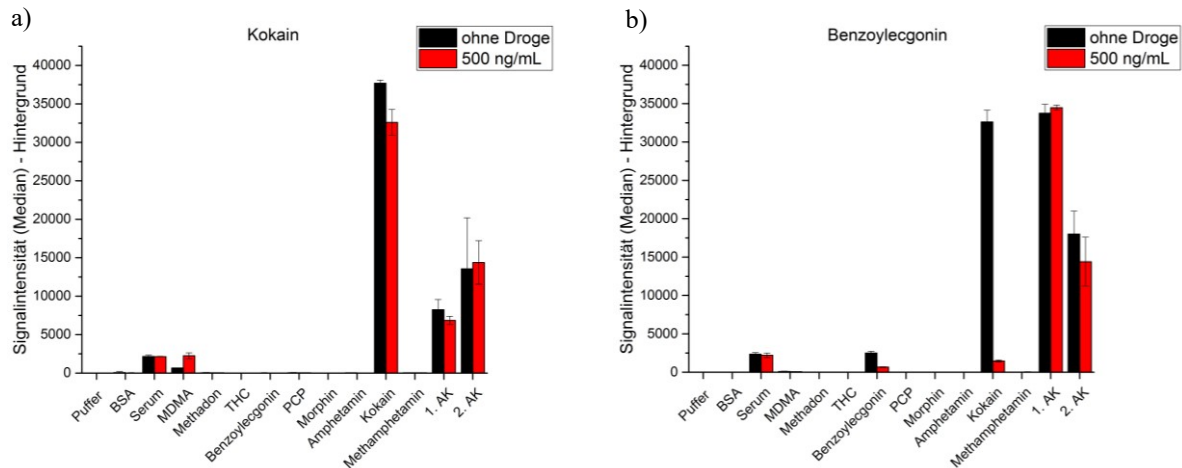 a)
Kokain
ohne Droge
500 ng/mL
Signalintensität (Median) - Hintergrund
40000
35000
30000
25000
20000
15000
10000
5000
0
Puffer
BSA
Serum
MDMA
Methadon
THC
Benzoylecgonin
PCP
Morphin
Amphetamin
Kokain
Methamphetamin
1. AK
2. AK
b)
Benzoylecgonin
ohne Droge
500 ng/mL
Signalintensität (Median) - Hintergrund
40000
35000
30000
25000
20000
15000
10000
5000
0
Puffer
BSA
Serum
MDMA
Methadon
THC
Benzoylecgonin
PCP
Morphin
Amphetamin
Kokain
Methamphetamin
1. AK
2. AK